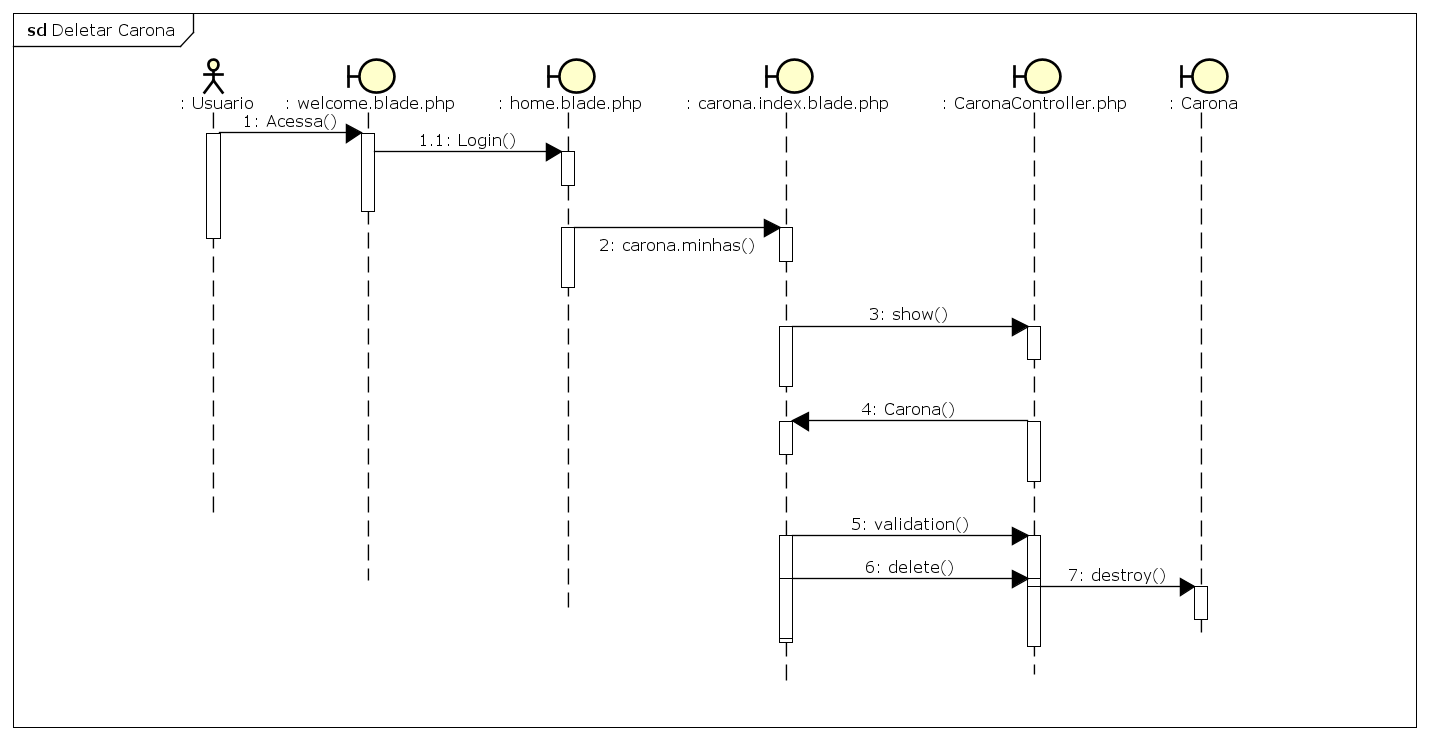 sd Deletar Carona
: Usuario
: welcome.blade.php
: home.blade.php
: carona.index.blade.php
: CaronaController.php
: Carona
1: Acessa()
1.1: Login()
2: carona.minhas()
3: show()
4: Carona()
5: validation()
6: delete()
7: destroy()